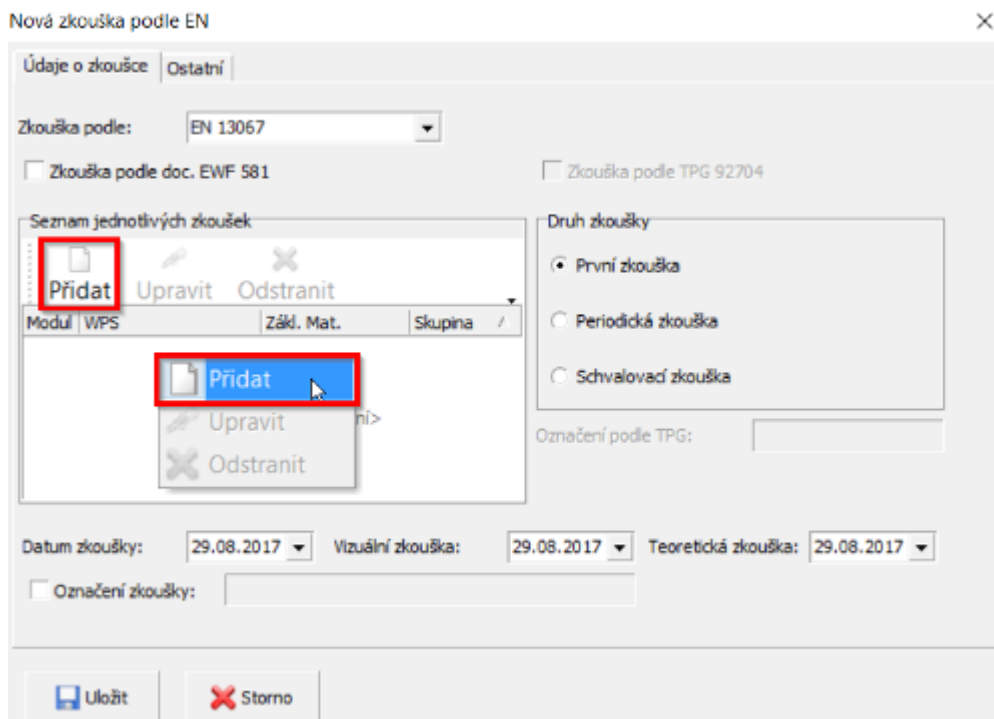 Nová zkouška podle EN
Údaje o zkoušce Ostatní
Zkouška podle: EN 13067
Zkouška podle doc. EWF 581 Zkouška podle TPG 92704
Seznam jednotlivých zkoušek Druh zkoušky
Přidat Upravit Odstranit
První zkouška
Modul WPS Zákl. Mat. Skupina
Periodická zkouška
Přidat
Schvalovací zkouška
Upravit
Odstranit
Označení podle TPG:
Datum zkoušky: 29.08.2017 Vizuální zkouška: 29.08.2017 Teoretická zkouška: 29.08.2017
Označení zkoušky:
Uložit Storno